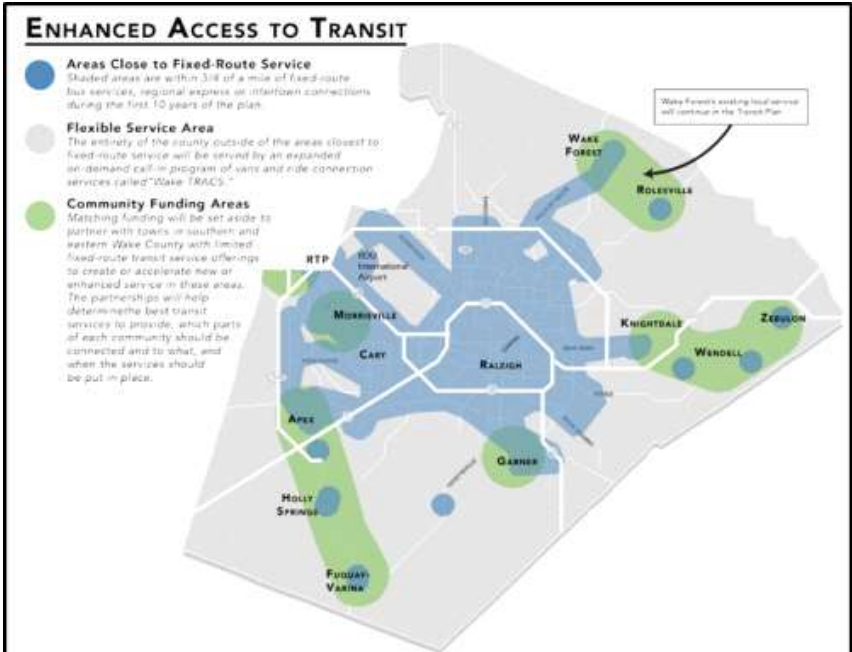 ENHANCED ACCESS TO TRANSIT
Areas Close to Fixed-Route Service
Shaded areas are within 3/4 of a mile of fixed-route
bus services, regional express or intertown connections
during the first 10 years of the plan.
Flexible Service Area
The entirety of the county outside of the areas closest to
fixed-route service will be served by an expanded
on-demand call-in program of vans and ride connection
services called "Wake TRACS."
Community Funding Areas
Matching funding will be set aside to
partner with towns in southern and
eastern Wake County with limited
fixed-route transit service offerings
to create or accelerate new or
enhanced service in these areas.
The partnerships will help
determinethe best transit
services to provide, which parts
of each community should be
connected and to what, and
when the services should
be put in place.
Wake Forest's existing local service
will continue in the Transit Plan
WAKE
FOREST
ROLESVILLE
RTP
RDU
International
Airport
MORRISVILLE
CARY
RALEIGH
KNIGHTDALE
ZEBULON
WENDELL
APEX
GARNER
HOLLY
SPRINGS
FUQUAY-
VARINA